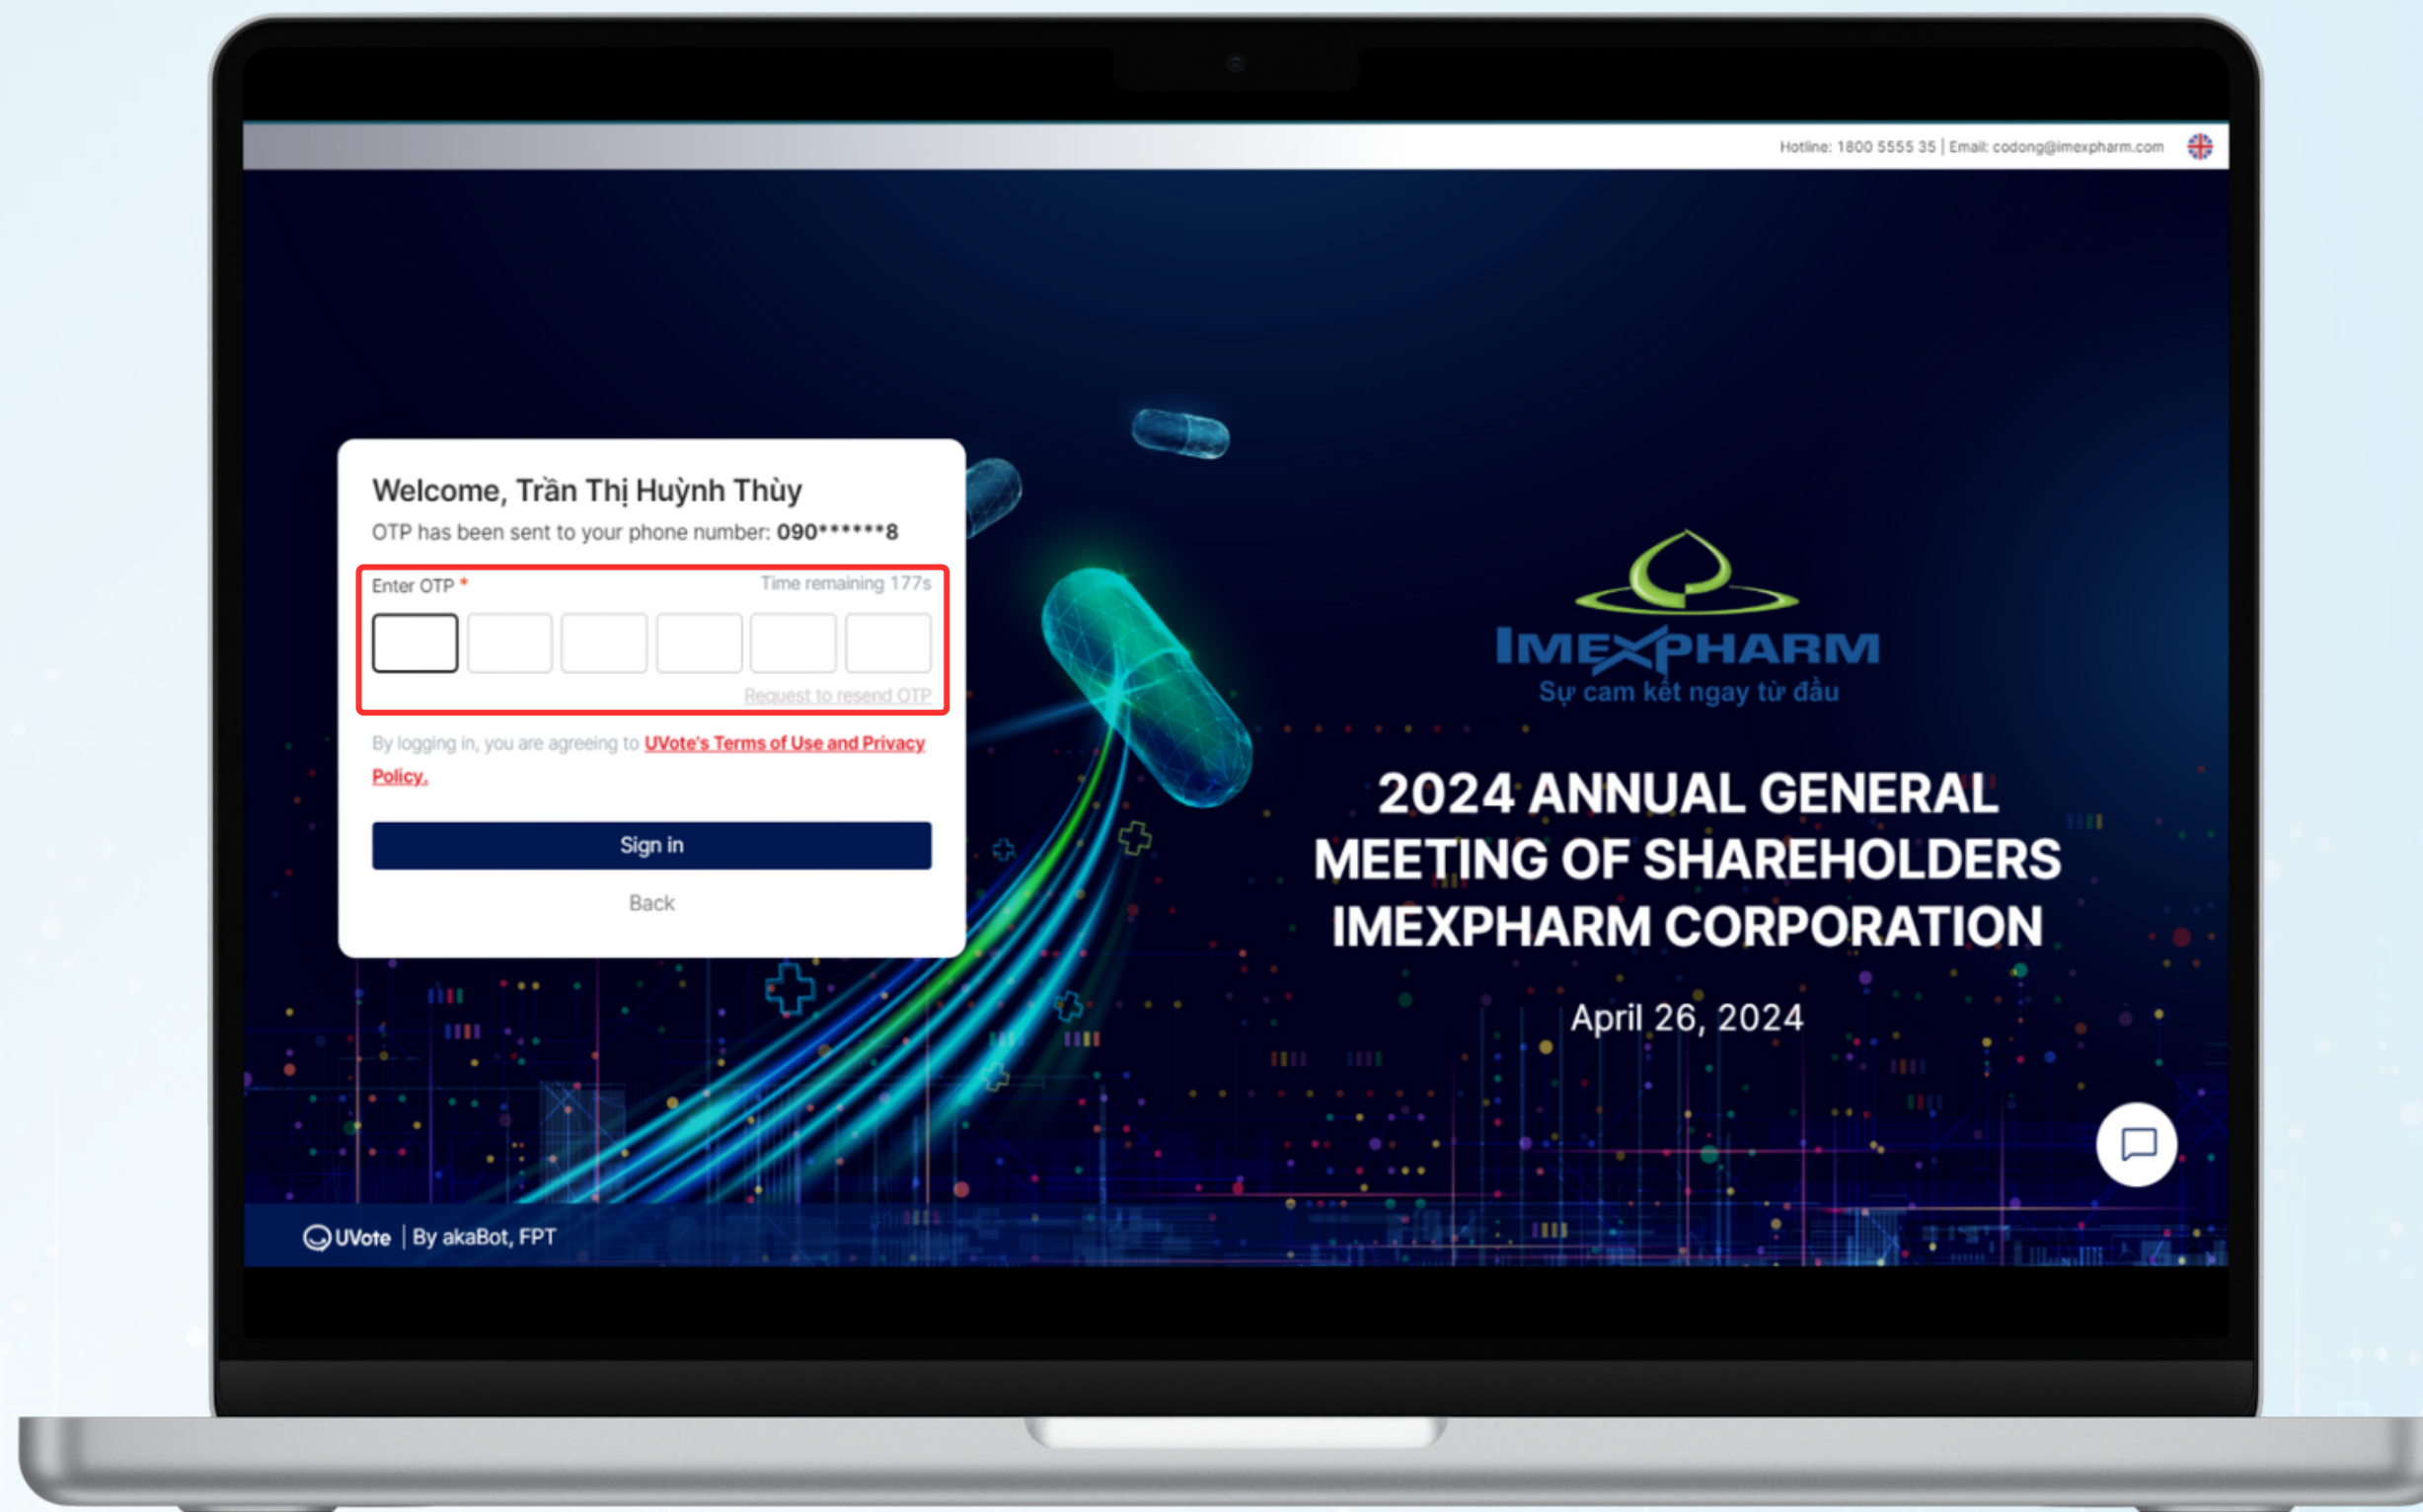 Hotline: 1800 5555 35 | Email: codong@imexpharm.com
Welcome, Trần Thị Huỳnh Thùy
OTP has been sent to your phone number: 090******8
Enter OTP * Time remaining 177s
Request to resend OTP
By logging in, you are agreeing to UVote's Terms of Use and Privacy
Policy.
Sign in
Back
IMEXPHARM
Sự cam kết ngay từ đầu
2024 ANNUAL GENERAL
MEETING OF SHAREHOLDERS
IMEXPHARM CORPORATION
April 26, 2024
UVote | By akaBot, FPT